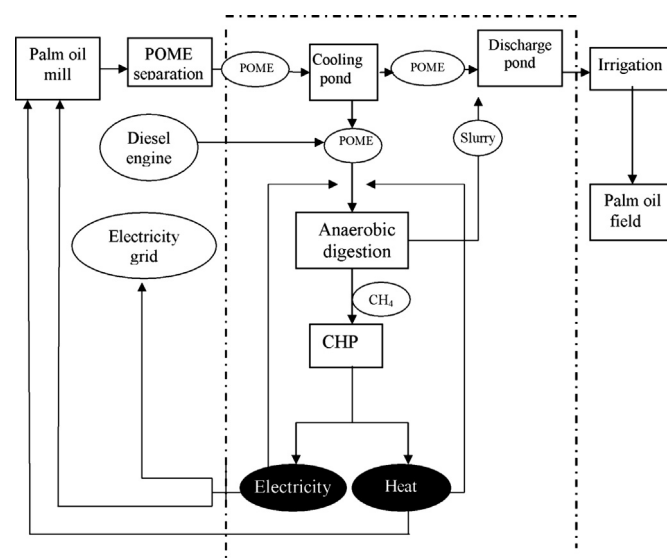 Palm oil
mill
POME
separation
POME
Cooling
pond
POME
Discharge
pond
Irrigation
Diesel
engine
POME
Slurry
Palm oil
field
Electricity
grid
Anaerobic
digestion
CH₄
CHP
Electricity
Heat